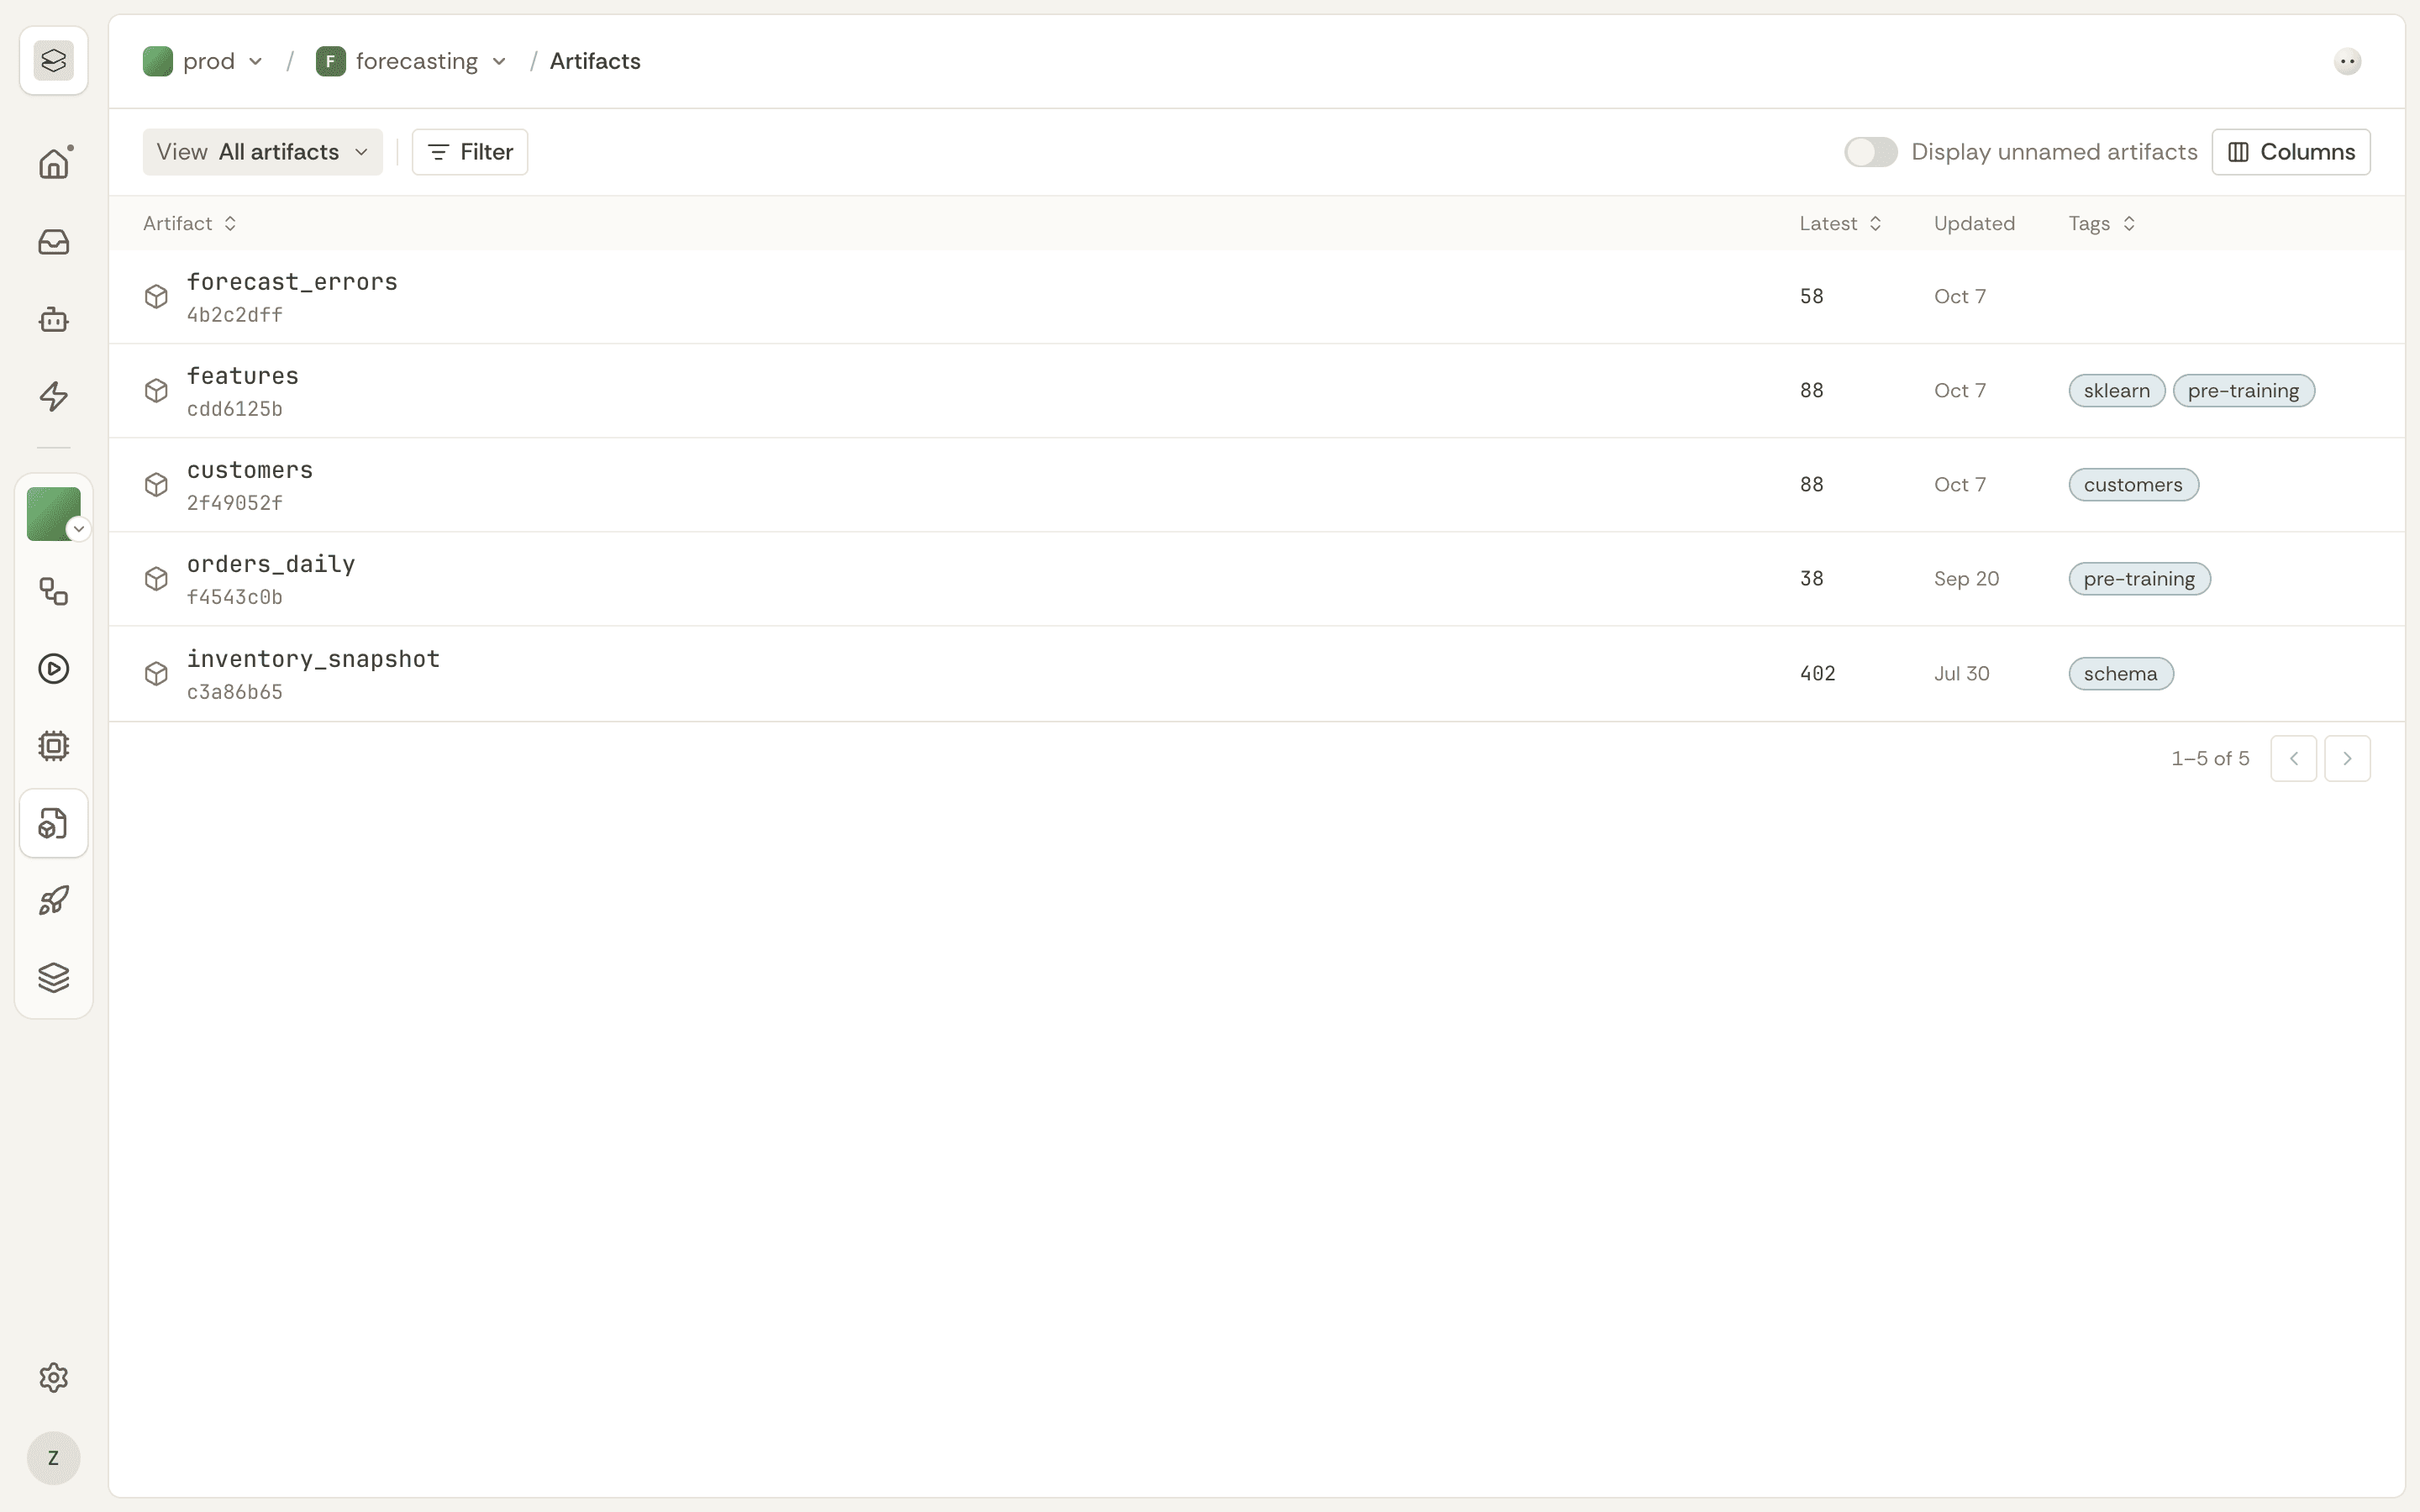 prod / F forecasting / Artifacts
View All artifacts Filter Display unnamed artifacts Columns
Artifact Latest Updated Tags
forecast_errors
4b2c2dff
58 Oct 7
features
cdd6125b
88 Oct 7 sklearn pre-training
customers
2f49052f
88 Oct 7 customers
orders_daily
f4543c0b
38 Sep 20 pre-training
inventory_snapshot
c3a86b65
402 Jul 30 schema
1–5 of 5
Z